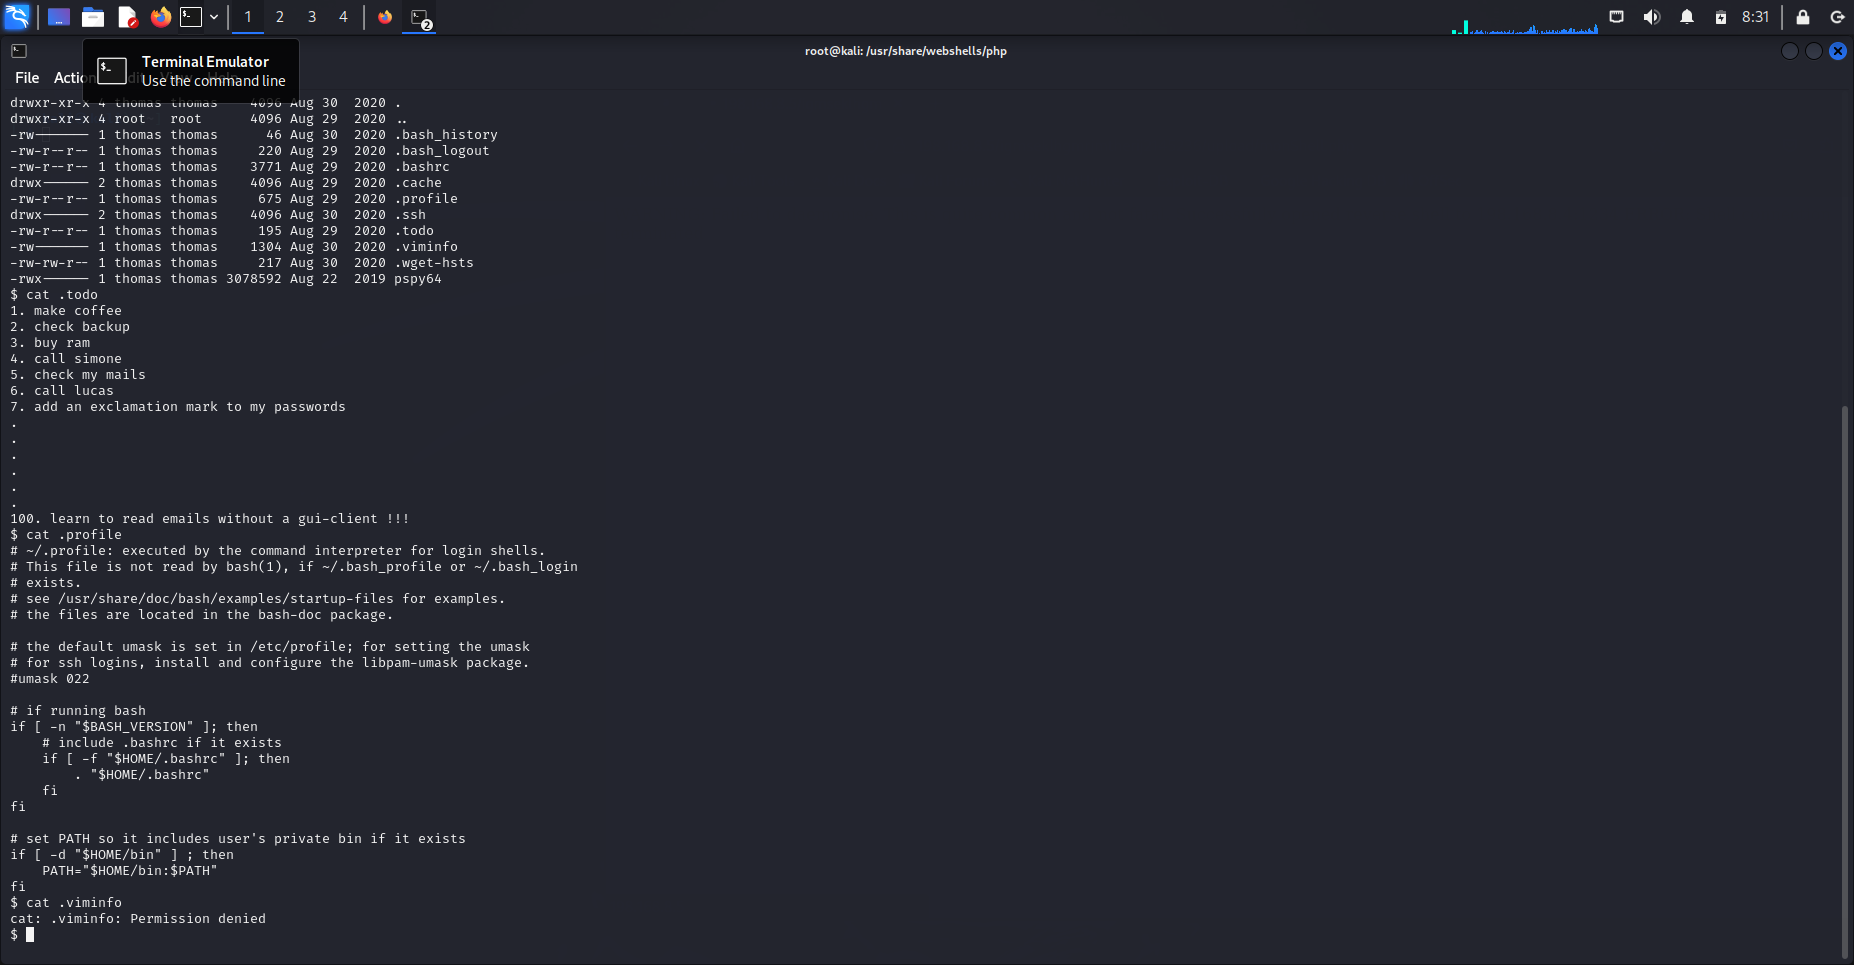 1 2 3 4 2 8:31
root@kali: /usr/share/webshells/php
Terminal Emulator
Use the command line
File Action
drwxr-xr-x 4 thomas thomas 4096 Aug 30 2020 .
drwxr-xr-x 4 root root 4096 Aug 29 2020 ..
-rw------- 1 thomas thomas 46 Aug 30 2020 .bash_history
-rw-r--r-- 1 thomas thomas 220 Aug 29 2020 .bash_logout
-rw-r--r-- 1 thomas thomas 3771 Aug 29 2020 .bashrc
drwx------ 2 thomas thomas 4096 Aug 29 2020 .cache
-rw-r--r-- 1 thomas thomas 675 Aug 29 2020 .profile
drwx------ 2 thomas thomas 4096 Aug 30 2020 .ssh
-rw-r--r-- 1 thomas thomas 195 Aug 29 2020 .todo
-rw------- 1 thomas thomas 1304 Aug 30 2020 .viminfo
-rw-rw-r-- 1 thomas thomas 217 Aug 30 2020 .wget-hsts
-rwx------ 1 thomas thomas 3078592 Aug 22 2019 pspy64
$ cat .todo
1. make coffee
2. check backup
3. buy ram
4. call simone
5. check my mails
6. call lucas
7. add an exclamation mark to my passwords
.
.
.
.
.
.
100. learn to read emails without a gui-client !!!
$ cat .profile
# ~/.profile: executed by the command interpreter for login shells.
# This file is not read by bash(1), if ~/.bash_profile or ~/.bash_login
# exists.
# see /usr/share/doc/bash/examples/startup-files for examples.
# the files are located in the bash-doc package.

# the default umask is set in /etc/profile; for setting the umask
# for ssh logins, install and configure the libpam-umask package.
#umask 022

# if running bash
if [ -n "$BASH_VERSION" ]; then
    # include .bashrc if it exists
    if [ -f "$HOME/.bashrc" ]; then
        . "$HOME/.bashrc"
    fi
fi

# set PATH so it includes user's private bin if it exists
if [ -d "$HOME/bin" ] ; then
    PATH="$HOME/bin:$PATH"
fi
$ cat .viminfo
cat: .viminfo: Permission denied
$